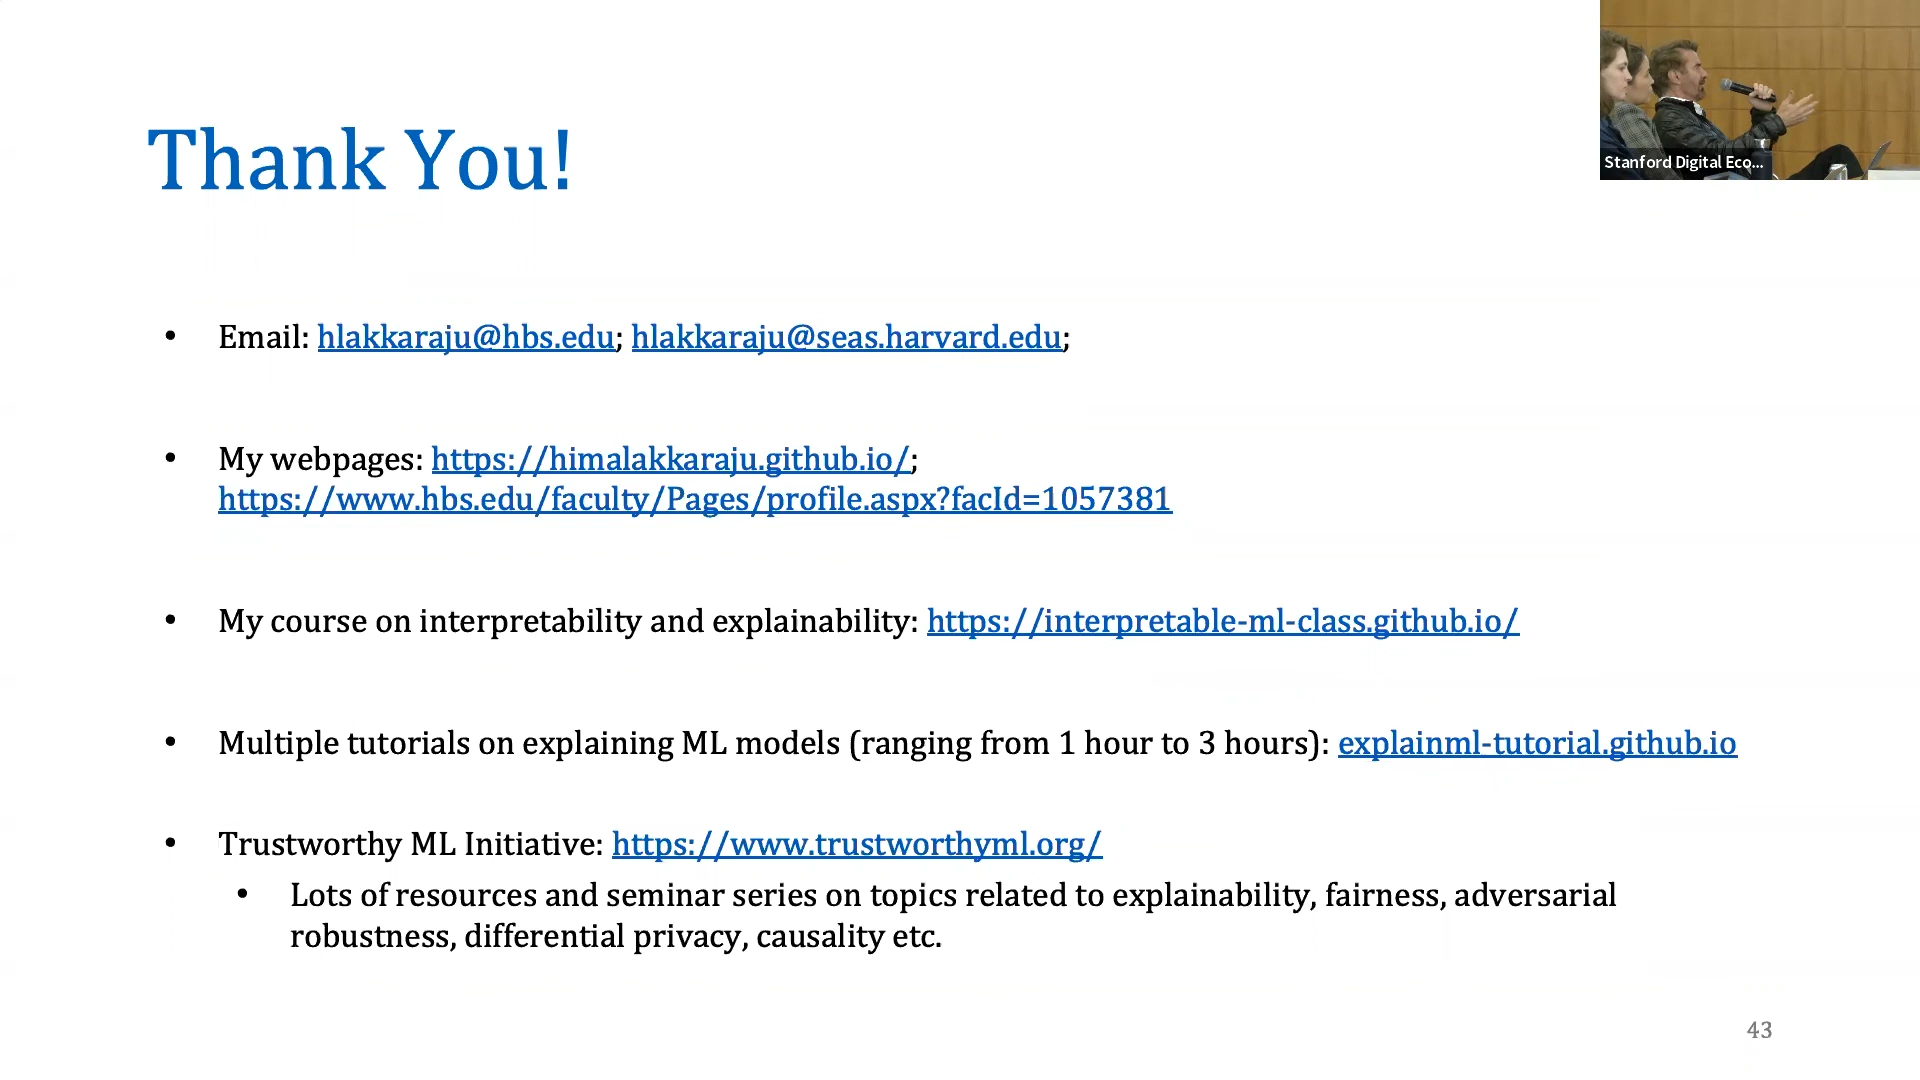 Thank You!
Stanford Digital Eco...
• Email: hlakkaraju@hbs.edu; hlakkaraju@seas.harvard.edu;
• My webpages: https://himalakkaraju.github.io/;
https://www.hbs.edu/faculty/Pages/profile.aspx?facId=1057381
• My course on interpretability and explainability: https://interpretable-ml-class.github.io/
• Multiple tutorials on explaining ML models (ranging from 1 hour to 3 hours): explainml-tutorial.github.io
• Trustworthy ML Initiative: https://www.trustworthyml.org/
• Lots of resources and seminar series on topics related to explainability, fairness, adversarial
robustness, differential privacy, causality etc.
43